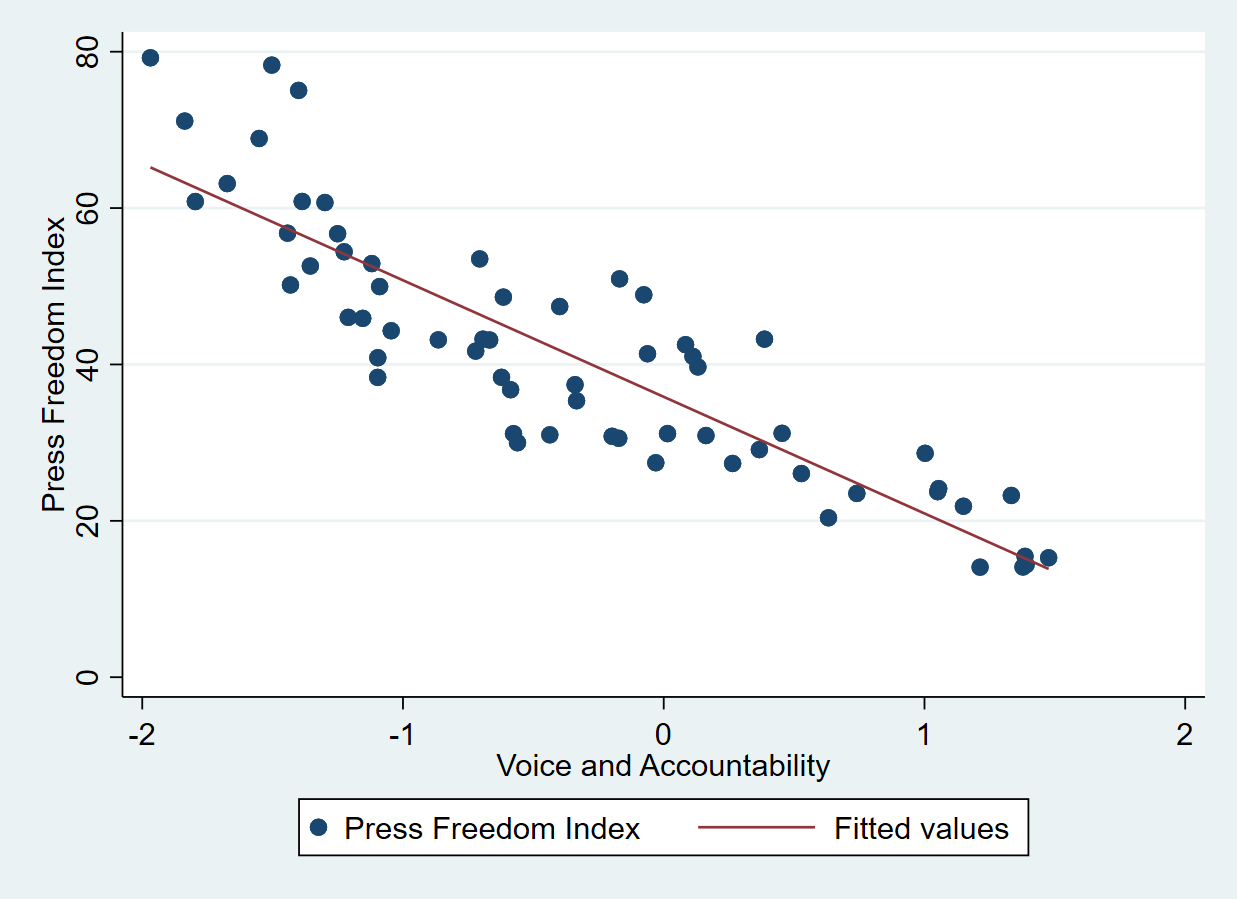 80
60
40
20
0
Press Freedom Index
-2 -1 0 1 2
Voice and Accountability
Press Freedom Index Fitted values